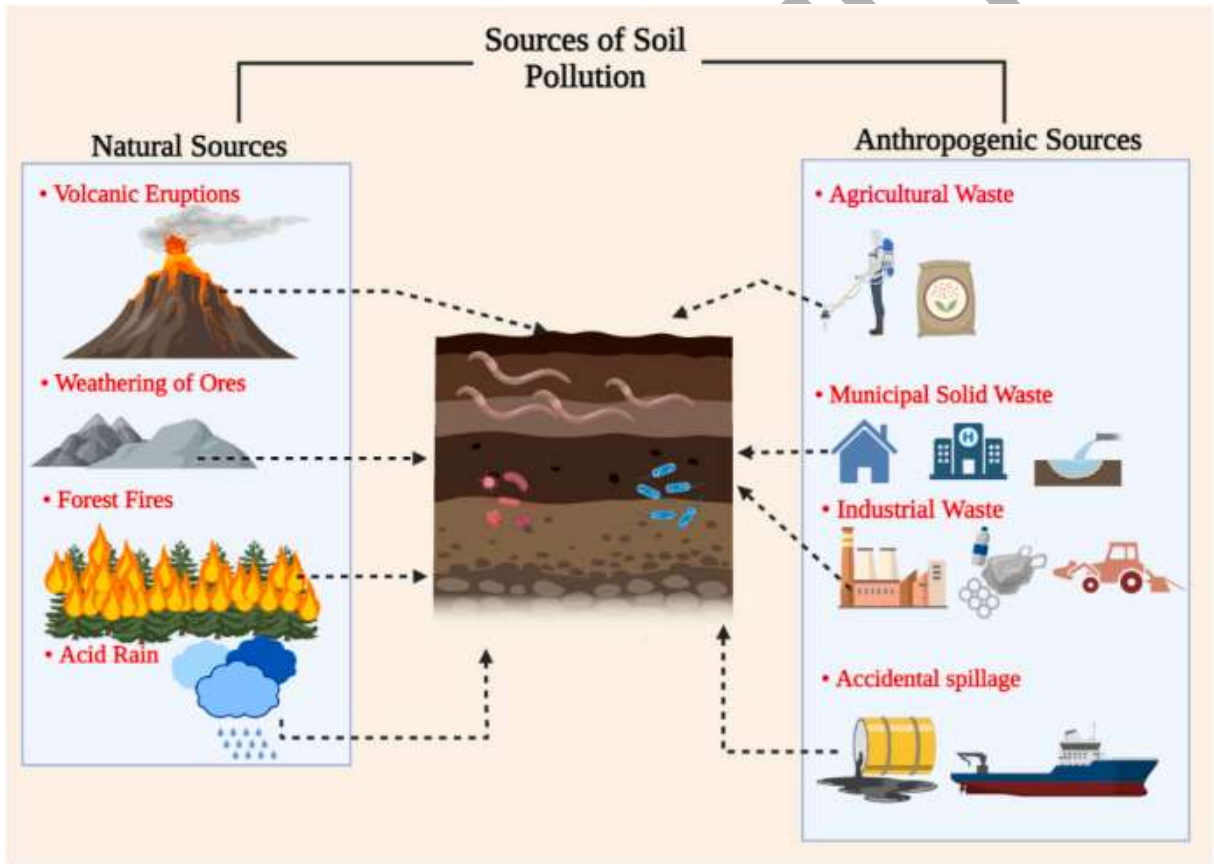 Sources of Soil
Pollution
Natural Sources
• Volcanic Eruptions
• Weathering of Ores
• Forest Fires
• Acid Rain
Anthropogenic Sources
• Agricultural Waste
• Municipal Solid Waste
H
• Industrial Waste
• Accidental spillage